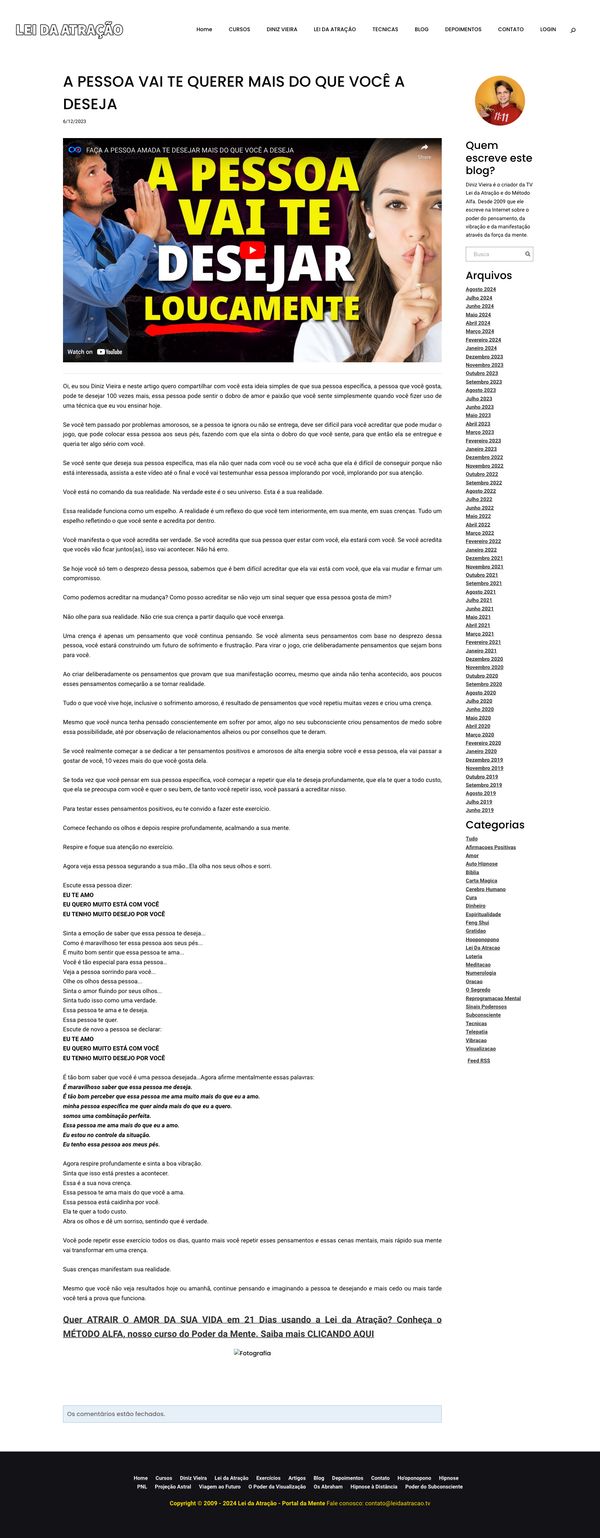 LEI DA ATRAÇÃO
Home CURSOS DINIZ VIEIRA LEI DA ATRAÇÃO TECNICAS BLOG DEPOIMENTOS CONTATO LOGIN
A PESSOA VAI TE QUERER MAIS DO QUE VOCÊ A
DESEJA
6/12/2023
FAÇA A PESSOA AMADA TE DESEJAR MAIS DO QUE VOCÊ A DESEJA
Share
A PESSOA
VAI TE
DESEJAR
LOUCAMENTE
Watch on YouTube
Oi, eu sou Diniz Vieira e neste artigo quero compartilhar com você esta ideia simples de que sua pessoa específica, a pessoa que você gosta,
pode te desejar 100 vezes mais, essa pessoa pode sentir o dobro de amor e paixão que você sente simplesmente quando você fizer uso de
uma técnica que eu vou ensinar hoje.
Se você tem passado por problemas amorosos, se a pessoa te ignora ou não se entrega, deve ser difícil para você acreditar que pode mudar o
jogo, que pode colocar essa pessoa aos seus pés, fazendo com que ela sinta o dobro do que você sente, para que então ela se entregue e
queria ter algo sério com você.
Se você sente que deseja sua pessoa específica, mas ela não quer nada com você ou se você acha que ela é difícil de conseguir porque não
está interessada, assista a este vídeo até o final e você vai testemunhar essa pessoa implorando por você, implorando por sua atenção.
Você está no comando da sua realidade. Na verdade este é o seu universo. Esta é a sua realidade.
Essa realidade funciona como um espelho. A realidade é um reflexo do que você tem interiormente, em sua mente, em suas crenças. Tudo um
espelho refletindo o que você sente e acredita por dentro.
Você manifesta o que você acredita ser verdade. Se você acredita que sua pessoa quer estar com você, ela estará com você. Se você acredita
que vocês vão ficar juntos(as), isso vai acontecer. Não há erro.
Se hoje você só tem o desprezo dessa pessoa, sabemos que é bem difícil acreditar que ela vai está com você, que ela vai mudar e firmar um
compromisso.
Como podemos acreditar na mudança? Como posso acreditar se não vejo um sinal sequer que essa pessoa gosta de mim?
Não olhe para sua realidade. Não crie sua crença a partir daquilo que você enxerga.
Uma crença é apenas um pensamento que você continua pensando. Se você alimenta seus pensamentos com base no desprezo dessa
pessoa, você estará construindo um futuro de sofrimento e frustração. Para virar o jogo, crie deliberadamente pensamentos que sejam bons
para você.
Ao criar deliberadamente os pensamentos que provam que sua manifestação ocorreu, mesmo que ainda não tenha acontecido, aos poucos
esses pensamentos começarão a se tornar realidade.
Tudo o que você vive hoje, inclusive o sofrimento amoroso, é resultado de pensamentos que você repetiu muitas vezes e criou uma crença.
Mesmo que você nunca tenha pensado conscientemente em sofrer por amor, algo no seu subconsciente criou pensamentos de medo sobre
essa possibilidade, até por observação de relacionamentos alheios ou por conselhos que te deram.
Se você realmente começar a se dedicar a ter pensamentos positivos e amorosos de alta energia sobre você e essa pessoa, ela vai passar a
gostar de você, 10 vezes mais do que você gosta dela.
Se toda vez que você pensar em sua pessoa específica, você começar a repetir que ela te deseja profundamente, que ela te quer a todo custo,
que ela se preocupa com você e quer o seu bem, de tanto você repetir isso, você passará a acreditar nisso.
Para testar esses pensamentos positivos, eu te convido a fazer este exercício.
Comece fechando os olhos e depois respire profundamente, acalmando a sua mente.
Respire e foque sua atenção no exercício.
Agora veja essa pessoa segurando a sua mão...Ela olha nos seus olhos e sorri.
Escute essa pessoa dizer:
EU TE AMO
EU QUERO MUITO ESTÁ COM VOCÊ
EU TENHO MUITO DESEJO POR VOCÊ
Sinta a emoção de saber que essa pessoa te deseja...
Como é maravilhoso ter essa pessoa aos seus pés...
É muito bom sentir que essa pessoa te ama...
Você é tão especial para essa pessoa...
Veja a pessoa sorrindo para você...
Olhe os olhos dessa pessoa...
Sinta o amor fluindo por seus olhos...
Sinta tudo isso como uma verdade.
Essa pessoa te ama e te deseja.
Essa pessoa te quer.
Escute de novo a pessoa se declarar:
EU TE AMO
EU QUERO MUITO ESTÁ COM VOCÊ
EU TENHO MUITO DESEJO POR VOCÊ
É tão bom saber que você é uma pessoa desejada...Agora afirme mentalmente essas palavras:
É maravilhoso saber que essa pessoa me deseja.
É tão bom perceber que essa pessoa me ama muito mais do que eu a amo.
minha pessoa específica me quer ainda mais do que eu a quero.
somos uma combinação perfeita.
Essa pessoa me ama mais do que eu a amo.
Eu estou no controle da situação.
Eu tenho essa pessoa aos meus pés.
Agora respire profundamente e sinta a boa vibração.
Sinta que isso está prestes a acontecer.
Essa é a sua nova crença.
Essa pessoa te ama mais do que você a ama.
Essa pessoa está caidinha por você.
Ela te quer a todo custo.
Abra os olhos e dê um sorriso, sentindo que é verdade.
Você pode repetir esse exercício todos os dias, quanto mais você repetir esses pensamentos e essas cenas mentais, mais rápido sua mente
vai transformar em uma crença.
Suas crenças manifestam sua realidade.
Mesmo que você não veja resultados hoje ou amanhã, continue pensando e imaginando a pessoa te desejando e mais cedo ou mais tarde
você terá a prova que funciona.
Quer ATRAIR O AMOR DA SUA VIDA em 21 Dias usando a Lei da Atração? Conheça o
MÉTODO ALFA, nosso curso do Poder da Mente. Saiba mais CLICANDO AQUI
Fotografia
Os comentários estão fechados.
11:11
Quem
escreve este
blog?
Diniz Vieira é o criador da TV
Lei da Atração e do Método
Alfa. Desde 2009 que ele
escreve na Internet sobre o
poder do pensamento, da
vibração e da manifestação
através da força da mente.
Busca
Arquivos
Agosto 2024
Julho 2024
Junho 2024
Maio 2024
Abril 2024
Março 2024
Fevereiro 2024
Janeiro 2024
Dezembro 2023
Novembro 2023
Outubro 2023
Setembro 2023
Agosto 2023
Julho 2023
Junho 2023
Maio 2023
Abril 2023
Março 2023
Fevereiro 2023
Janeiro 2023
Dezembro 2022
Novembro 2022
Outubro 2022
Setembro 2022
Agosto 2022
Julho 2022
Junho 2022
Maio 2022
Abril 2022
Março 2022
Fevereiro 2022
Janeiro 2022
Dezembro 2021
Novembro 2021
Outubro 2021
Setembro 2021
Agosto 2021
Julho 2021
Junho 2021
Maio 2021
Abril 2021
Março 2021
Fevereiro 2021
Janeiro 2021
Dezembro 2020
Novembro 2020
Outubro 2020
Setembro 2020
Agosto 2020
Julho 2020
Junho 2020
Maio 2020
Abril 2020
Março 2020
Fevereiro 2020
Janeiro 2020
Dezembro 2019
Novembro 2019
Outubro 2019
Setembro 2019
Agosto 2019
Julho 2019
Junho 2019
Categorias
Tudo
Afirmacoes Positivas
Amor
Auto Hipnose
Biblia
Carta Magica
Cerebro Humano
Cura
Dinheiro
Espiritualidade
Feng Shui
Gratidao
Hooponopono
Lei Da Atracao
Loteria
Meditacao
Numerologia
Oracao
O Segredo
Reprogramacao Mental
Sinais Poderosos
Subconsciente
Tecnicas
Telepatia
Vibracao
Visualizacao
Feed RSS
Home Cursos Diniz Vieira Lei da Atração Exercícios Artigos Blog Depoimentos Contato Ho'oponopono Hipnose
PNL Projeção Astral Viagem ao Futuro O Poder da Visualização Os Abraham Hipnose à Distância Poder do Subconsciente
Copyright © 2009 - 2024 Lei da Atração - Portal da Mente Fale conosco: contato@leidaatracao.tv